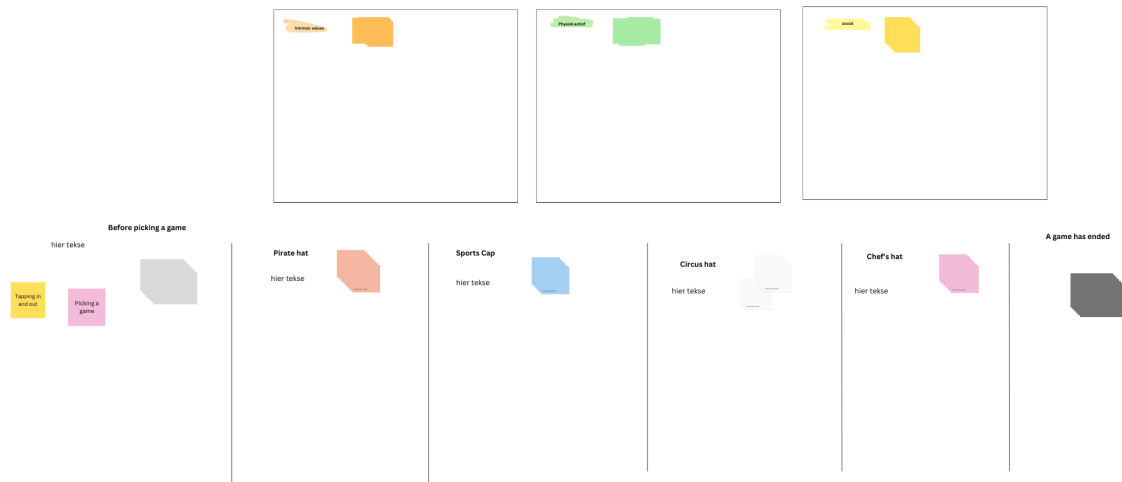 Intrinsic values
Physiek actief
social
Before picking a game
hier tekse
Tapping in
and out
Picking a
game
Pirate hat
hier tekse
Sports Cap
hier tekse
Circus hat
hier tekse
Chef's hat
hier tekse
A game has ended